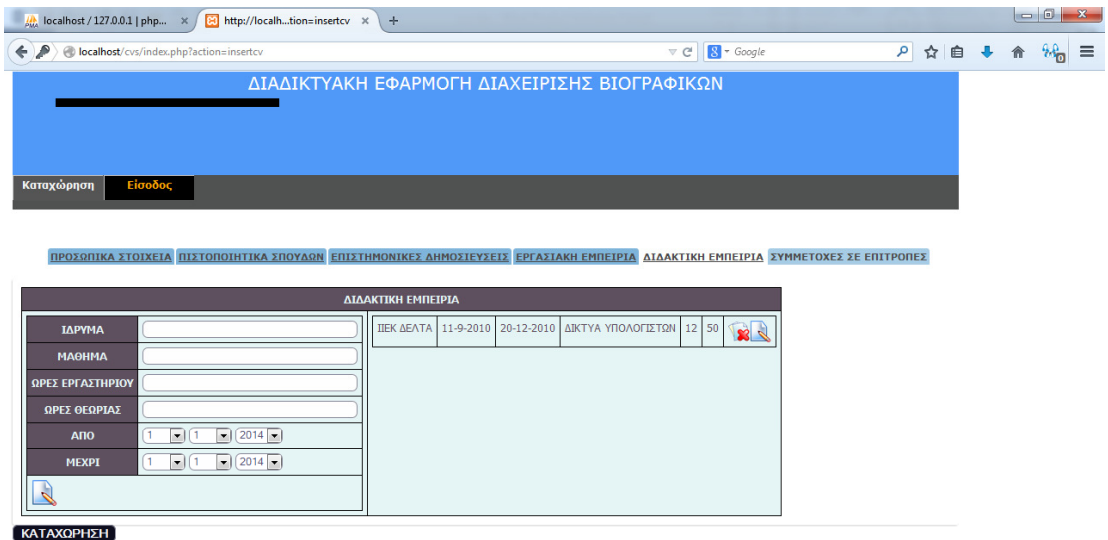 localhost / 127.0.0.1 | php...
http://localh...tion=insertcv
localhost/cvs/index.php?action=insertcv
Google
ΔΙΑΔΙΚΤΥΑΚΗ ΕΦΑΡΜΟΓΗ ΔΙΑΧΕΙΡΙΣΗΣ ΒΙΟΓΡΑΦΙΚΩΝ
Καταχώρηση Είσοδος
ΠΡΟΣΩΠΙΚΑ ΣΤΟΙΧΕΙΑ ΠΙΣΤΟΠΟΙΗΤΙΚΑ ΣΠΟΥΔΩΝ ΕΠΙΣΤΗΜΟΝΙΚΕΣ ΔΗΜΟΣΙΕΥΣΕΙΣ ΕΡΓΑΣΙΑΚΗ ΕΜΠΕΙΡΙΑ ΔΙΔΑΚΤΙΚΗ ΕΜΠΕΙΡΙΑ ΣΥΜΜΕΤΟΧΕΣ ΣΕ ΕΠΙΤΡΟΠΕΣ
ΔΙΔΑΚΤΙΚΗ ΕΜΠΕΙΡΙΑ
ΙΔΡΥΜΑ
ΜΑΘΗΜΑ
ΩΡΕΣ ΕΡΓΑΣΤΗΡΙΟΥ
ΩΡΕΣ ΘΕΩΡΙΑΣ
ΑΠΟ 1 1 2014
ΜΕΧΡΙ 1 1 2014
ΙΙΕΚ ΔΕΛΤΑ 11-9-2010 20-12-2010 ΔΙΚΤΥΑ ΥΠΟΛΟΓΙΣΤΩΝ 12 50
ΚΑΤΑΧΩΡΗΣΗ